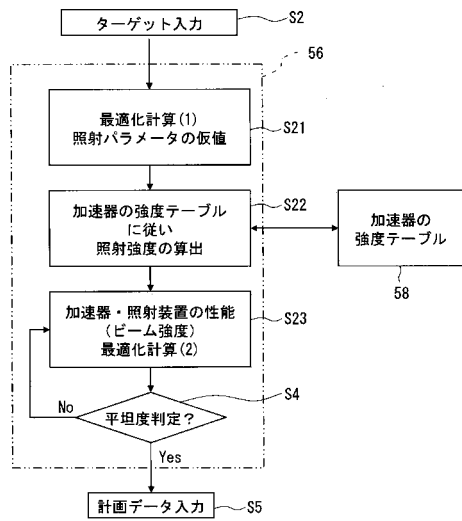 ターゲット入力
S2
56
最適化計算(1)
照射パラメータの仮値
S21
加速器の強度テーブル
に従い
照射強度の算出
S22
加速器の
強度テーブル
58
加速器・照射装置の性能
(ビーム強度)
最適化計算(2)
S23
平坦度判定?
S4
No
Yes
計画データ入力
S5